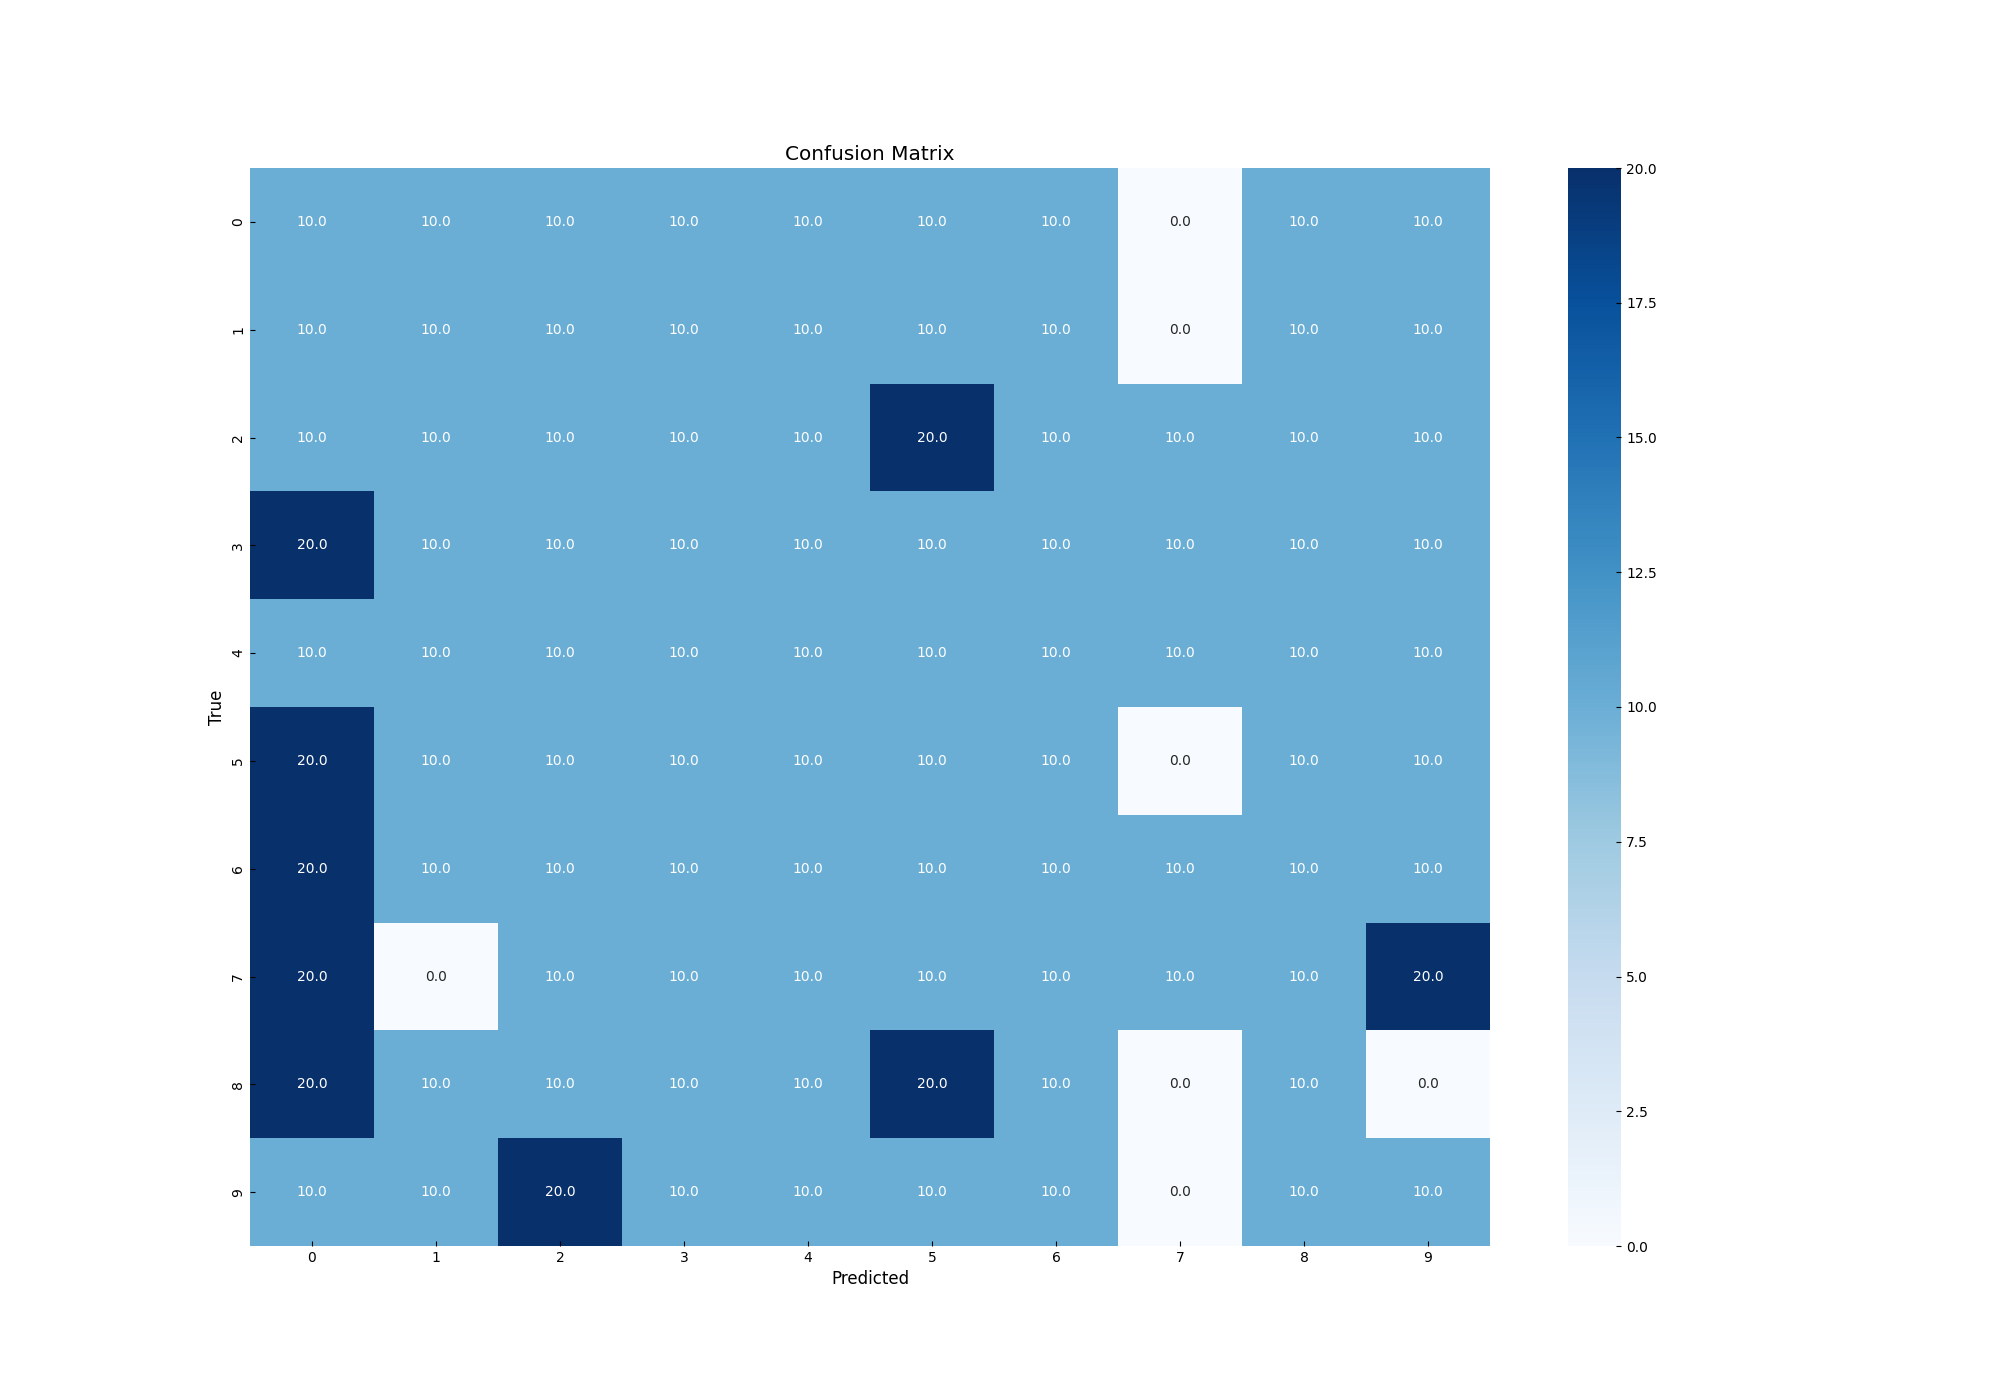 Confusion Matrix
0 10.0 10.0 10.0 10.0 10.0 10.0 10.0 0.0 10.0 10.0
1 10.0 10.0 10.0 10.0 10.0 10.0 10.0 0.0 10.0 10.0
2 10.0 10.0 10.0 10.0 10.0 20.0 10.0 10.0 10.0 10.0
3 20.0 10.0 10.0 10.0 10.0 10.0 10.0 10.0 10.0 10.0
4 10.0 10.0 10.0 10.0 10.0 10.0 10.0 10.0 10.0 10.0
5 20.0 10.0 10.0 10.0 10.0 10.0 10.0 0.0 10.0 10.0
6 20.0 10.0 10.0 10.0 10.0 10.0 10.0 10.0 10.0 10.0
7 20.0 0.0 10.0 10.0 10.0 10.0 10.0 10.0 10.0 20.0
8 20.0 10.0 10.0 10.0 10.0 20.0 10.0 0.0 10.0 0.0
9 10.0 10.0 20.0 10.0 10.0 10.0 10.0 0.0 10.0 10.0
0 1 2 3 4 5 6 7 8 9
Predicted
True
20.0
17.5
15.0
12.5
10.0
7.5
5.0
2.5
0.0